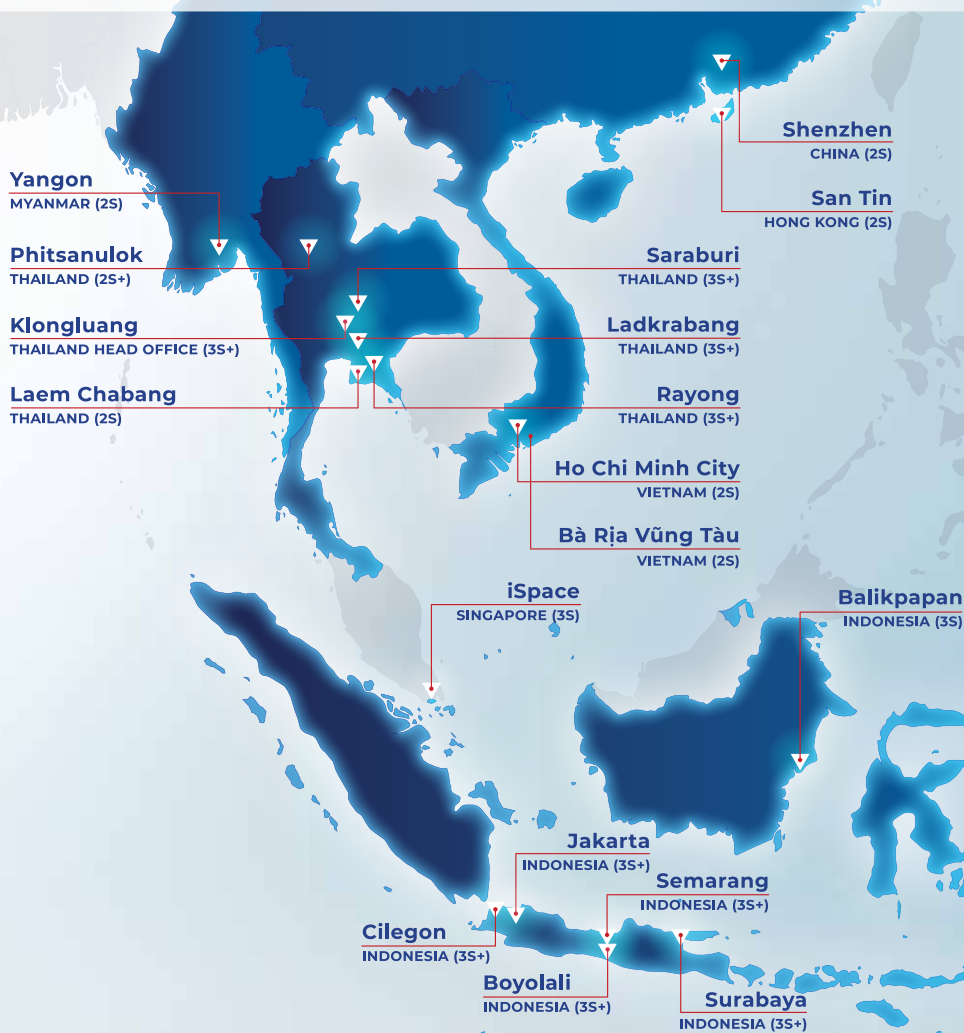 Shenzhen
CHINA (2S)
San Tin
HONG KONG (2S)
Yangon
MYANMAR (2S)
Phitsanulok
THAILAND (2S+)
Saraburi
THAILAND (3S+)
Klongluang
THAILAND HEAD OFFICE (3S+)
Ladkrabang
THAILAND (3S+)
Laem Chabang
THAILAND (2S)
Rayong
THAILAND (3S+)
Ho Chi Minh City
VIETNAM (2S)
Bà Rịa Vũng Tàu
VIETNAM (2S)
iSpace
SINGAPORE (3S)
Balikpapan
INDONESIA (3S)
Jakarta
INDONESIA (3S+)
Semarang
INDONESIA (3S+)
Cilegon
INDONESIA (3S+)
Boyolali
INDONESIA (3S+)
Surabaya
INDONESIA (3S+)